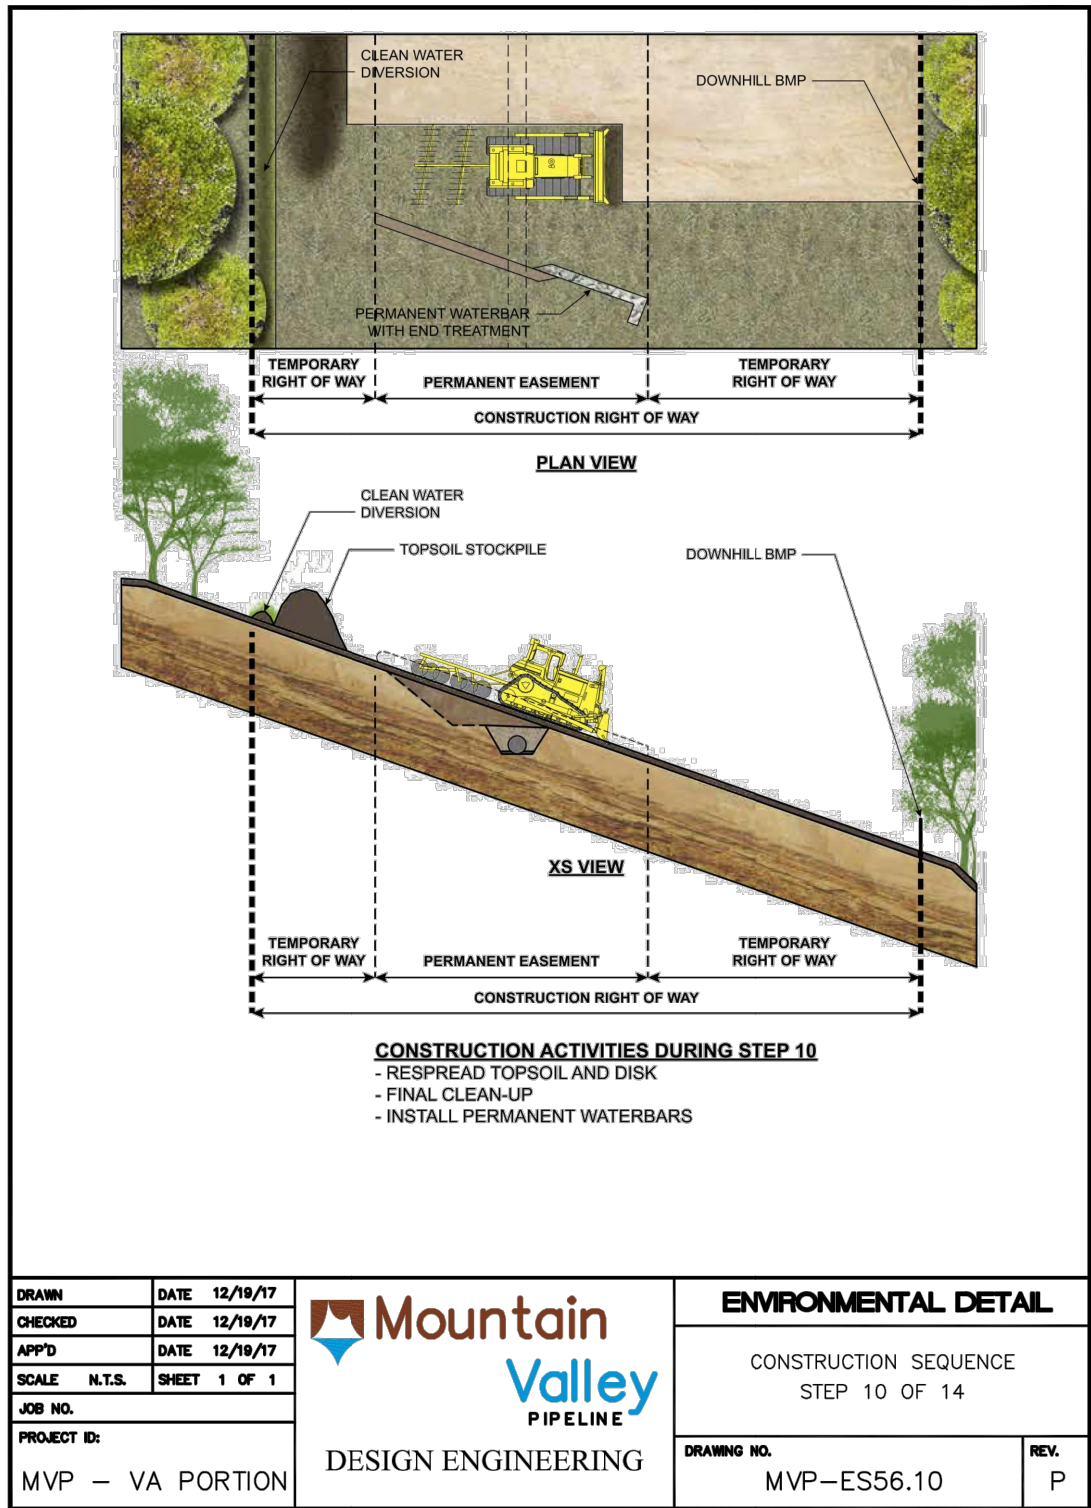 CLEAN WATER
DIVERSION
DOWNHILL BMP
PERMANENT WATERBAR
WITH END TREATMENT
TEMPORARY
RIGHT OF WAY
PERMANENT EASEMENT
TEMPORARY
RIGHT OF WAY
CONSTRUCTION RIGHT OF WAY
PLAN VIEW
CLEAN WATER
DIVERSION
TOPSOIL STOCKPILE
DOWNHILL BMP
XS VIEW
TEMPORARY
RIGHT OF WAY
PERMANENT EASEMENT
TEMPORARY
RIGHT OF WAY
CONSTRUCTION RIGHT OF WAY
CONSTRUCTION ACTIVITIES DURING STEP 10
- RESPREAD TOPSOIL AND DISK
- FINAL CLEAN-UP
- INSTALL PERMANENT WATERBARS
DRAWN DATE 12/19/17
CHECKED DATE 12/19/17
APP'D DATE 12/19/17
SCALE N.T.S. SHEET 1 OF 1
JOB NO.
PROJECT ID:
MVP - VA PORTION
Mountain
Valley
PIPELINE
DESIGN ENGINEERING
ENVIRONMENTAL DETAIL
CONSTRUCTION SEQUENCE
STEP 10 OF 14
DRAWING NO.
MVP-ES56.10
REV.
P